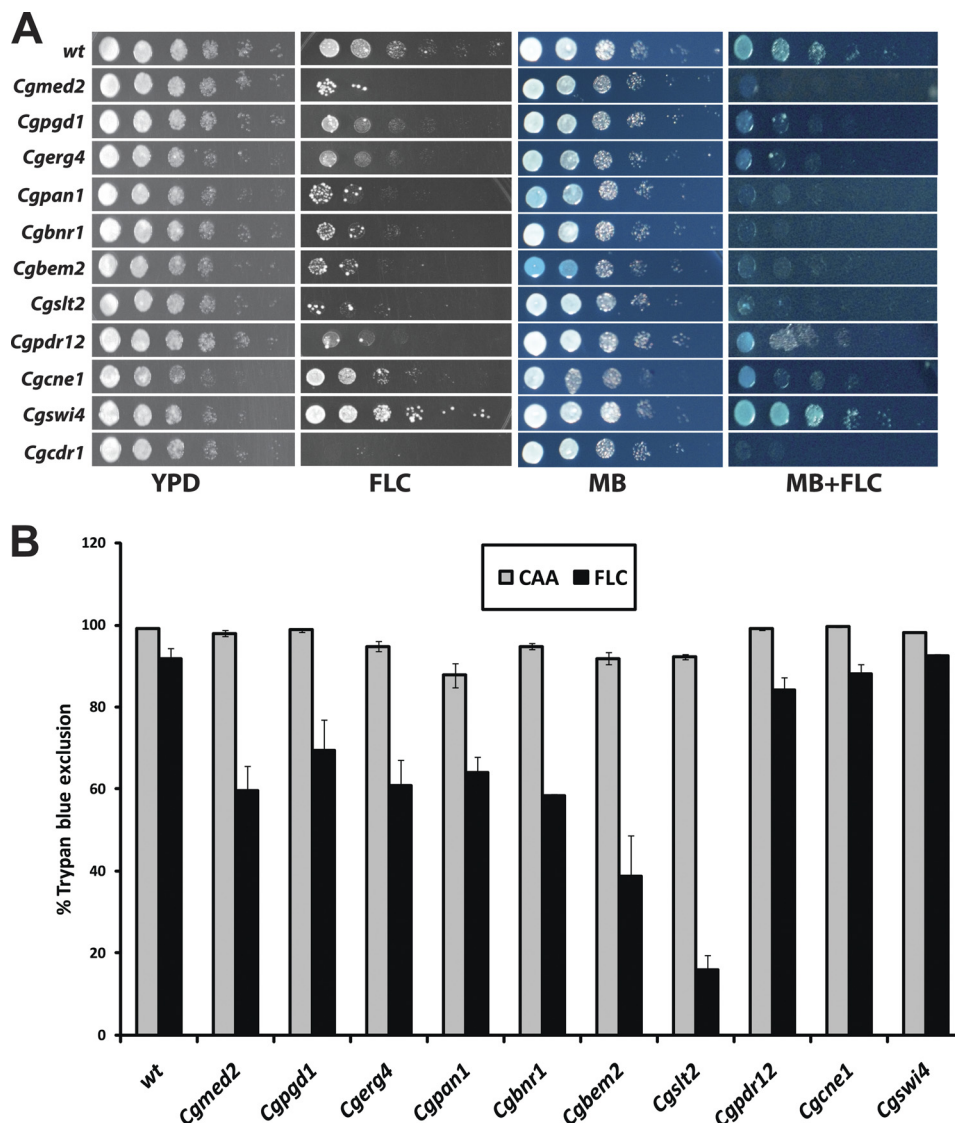 A
wt
Cgmed2
Cgpgd1
Cgerg4
Cgpan1
Cgbnr1
Cgbem2
Cgslt2
Cgpdr12
Cgcne1
Cgswi4
Cgcdr1
YPD FLC MB MB+FLC
B
120
100
80
60
40
20
0
% Trypan blue exclusion
CAA FLC
wt Cgmed2 Cgpgd1 Cgerg4 Cgpan1 Cgbnr1 Cgbem2 Cgslt2 Cgpdr12 Cgcne1 Cgswi4